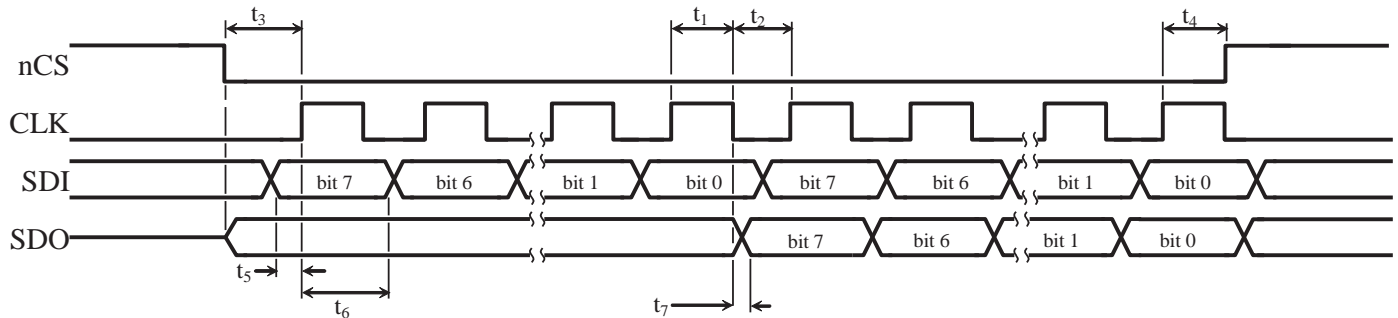 t3 t1 t2 t4
nCS
CLK
SDI bit 7 bit 6 bit 1 bit 0 bit 7 bit 6 bit 1 bit 0
SDO bit 7 bit 6 bit 1 bit 0
t5
t6
t7